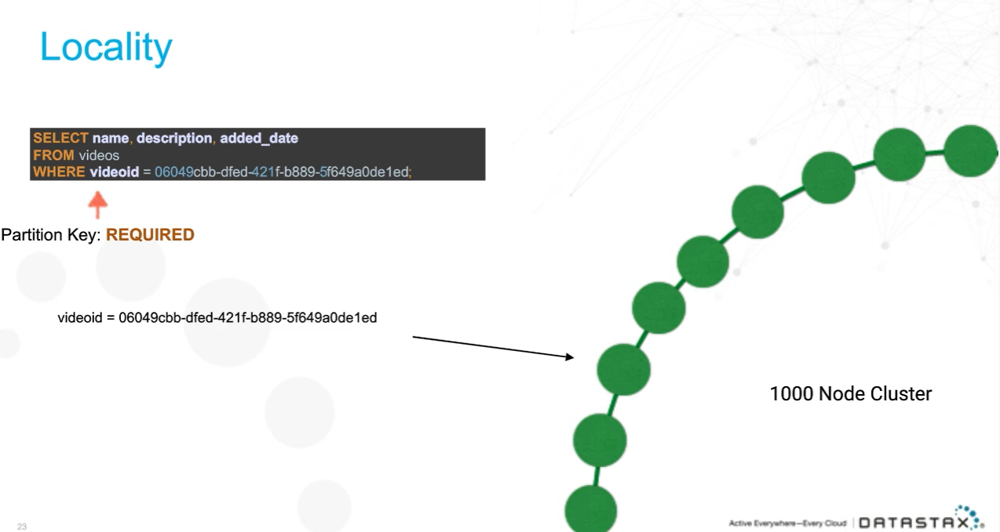 Locality
SELECT name, description, added_date
FROM videos
WHERE videoid = 06049cbb-dfed-421f-b889-5f649a0de1ed;
Partition Key: REQUIRED
videoid = 06049cbb-dfed-421f-b889-5f649a0de1ed
1000 Node Cluster
23
Active Everywhere—Every Cloud | DATASTAX